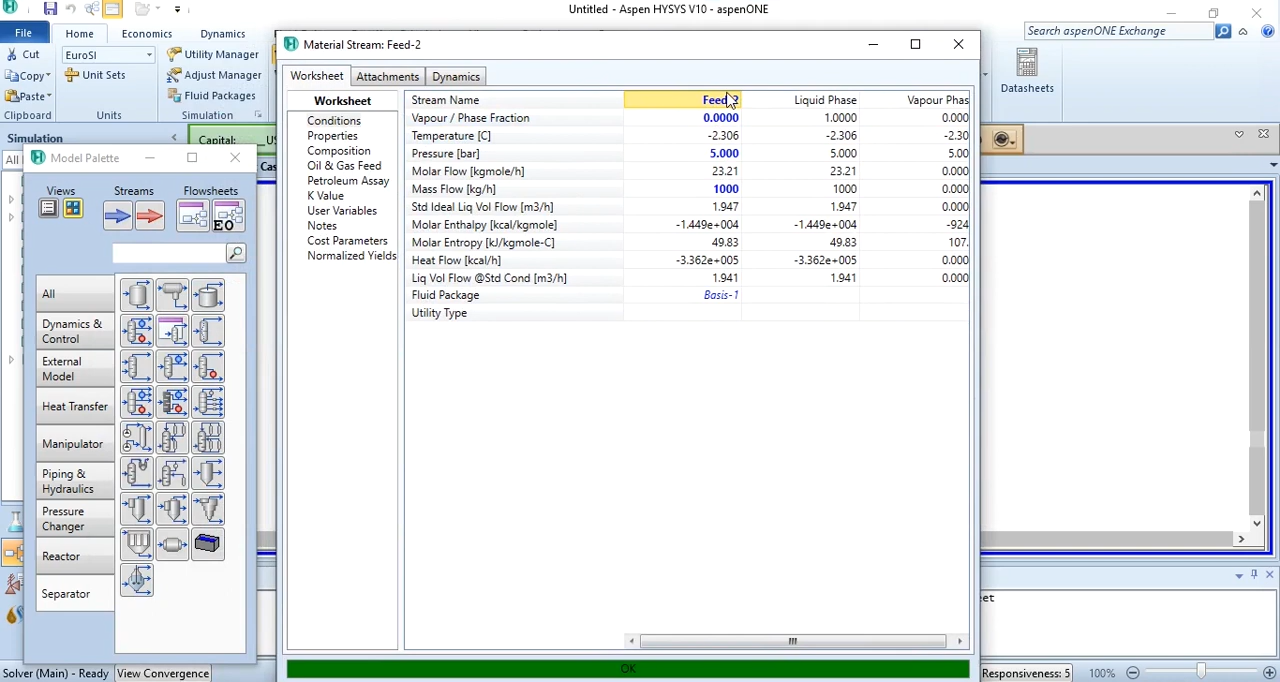 Untitled - Aspen HYSYS V10 - aspenONE
File Home Economics Dynamics
Search aspenONE Exchange
Cut
Copy
Paste
Clipboard
EuroSI
Unit Sets
Units
Utility Manager
Adjust Manager
Fluid Packages
Simulation
Datasheets
Simulation
Capital:
All
Model Palette
Views Streams Flowsheets
EO
All
Dynamics &
Control
External
Model
Heat Transfer
Manipulator
Piping &
Hydraulics
Pressure
Changer
Reactor
Separator
Material Stream: Feed-2
Worksheet Attachments Dynamics
Worksheet
Conditions
Properties
Composition
Oil & Gas Feed
Petroleum Assay
K Value
User Variables
Notes
Cost Parameters
Normalized Yields
Stream Name Liquid Phase Vapour Phas
Vapour / Phase Fraction 0.0000 1.0000 0.000
Temperature [C] -2.306 -2.306 -2.30
Pressure [bar] 5.000 5.000 5.00
Molar Flow [kgmole/h] 23.21 23.21 0.000
Mass Flow [kg/h] 1000 1000 0.000
Std Ideal Liq Vol Flow [m3/h] 1.947 1.947 0.000
Molar Enthalpy [kcal/kgmole] -1.449e+004 -1.449e+004 -924
Molar Entropy [kJ/kgmole-C] 49.83 49.83 107.
Heat Flow [kcal/h] -3.362e+005 -3.362e+005 0.000
Liq Vol Flow @Std Cond [m3/h] 1.941 1.941 0.000
Fluid Package Basis-1
Utility Type
OK
Solver (Main) - Ready View Convergence
Responsiveness: 5 100%